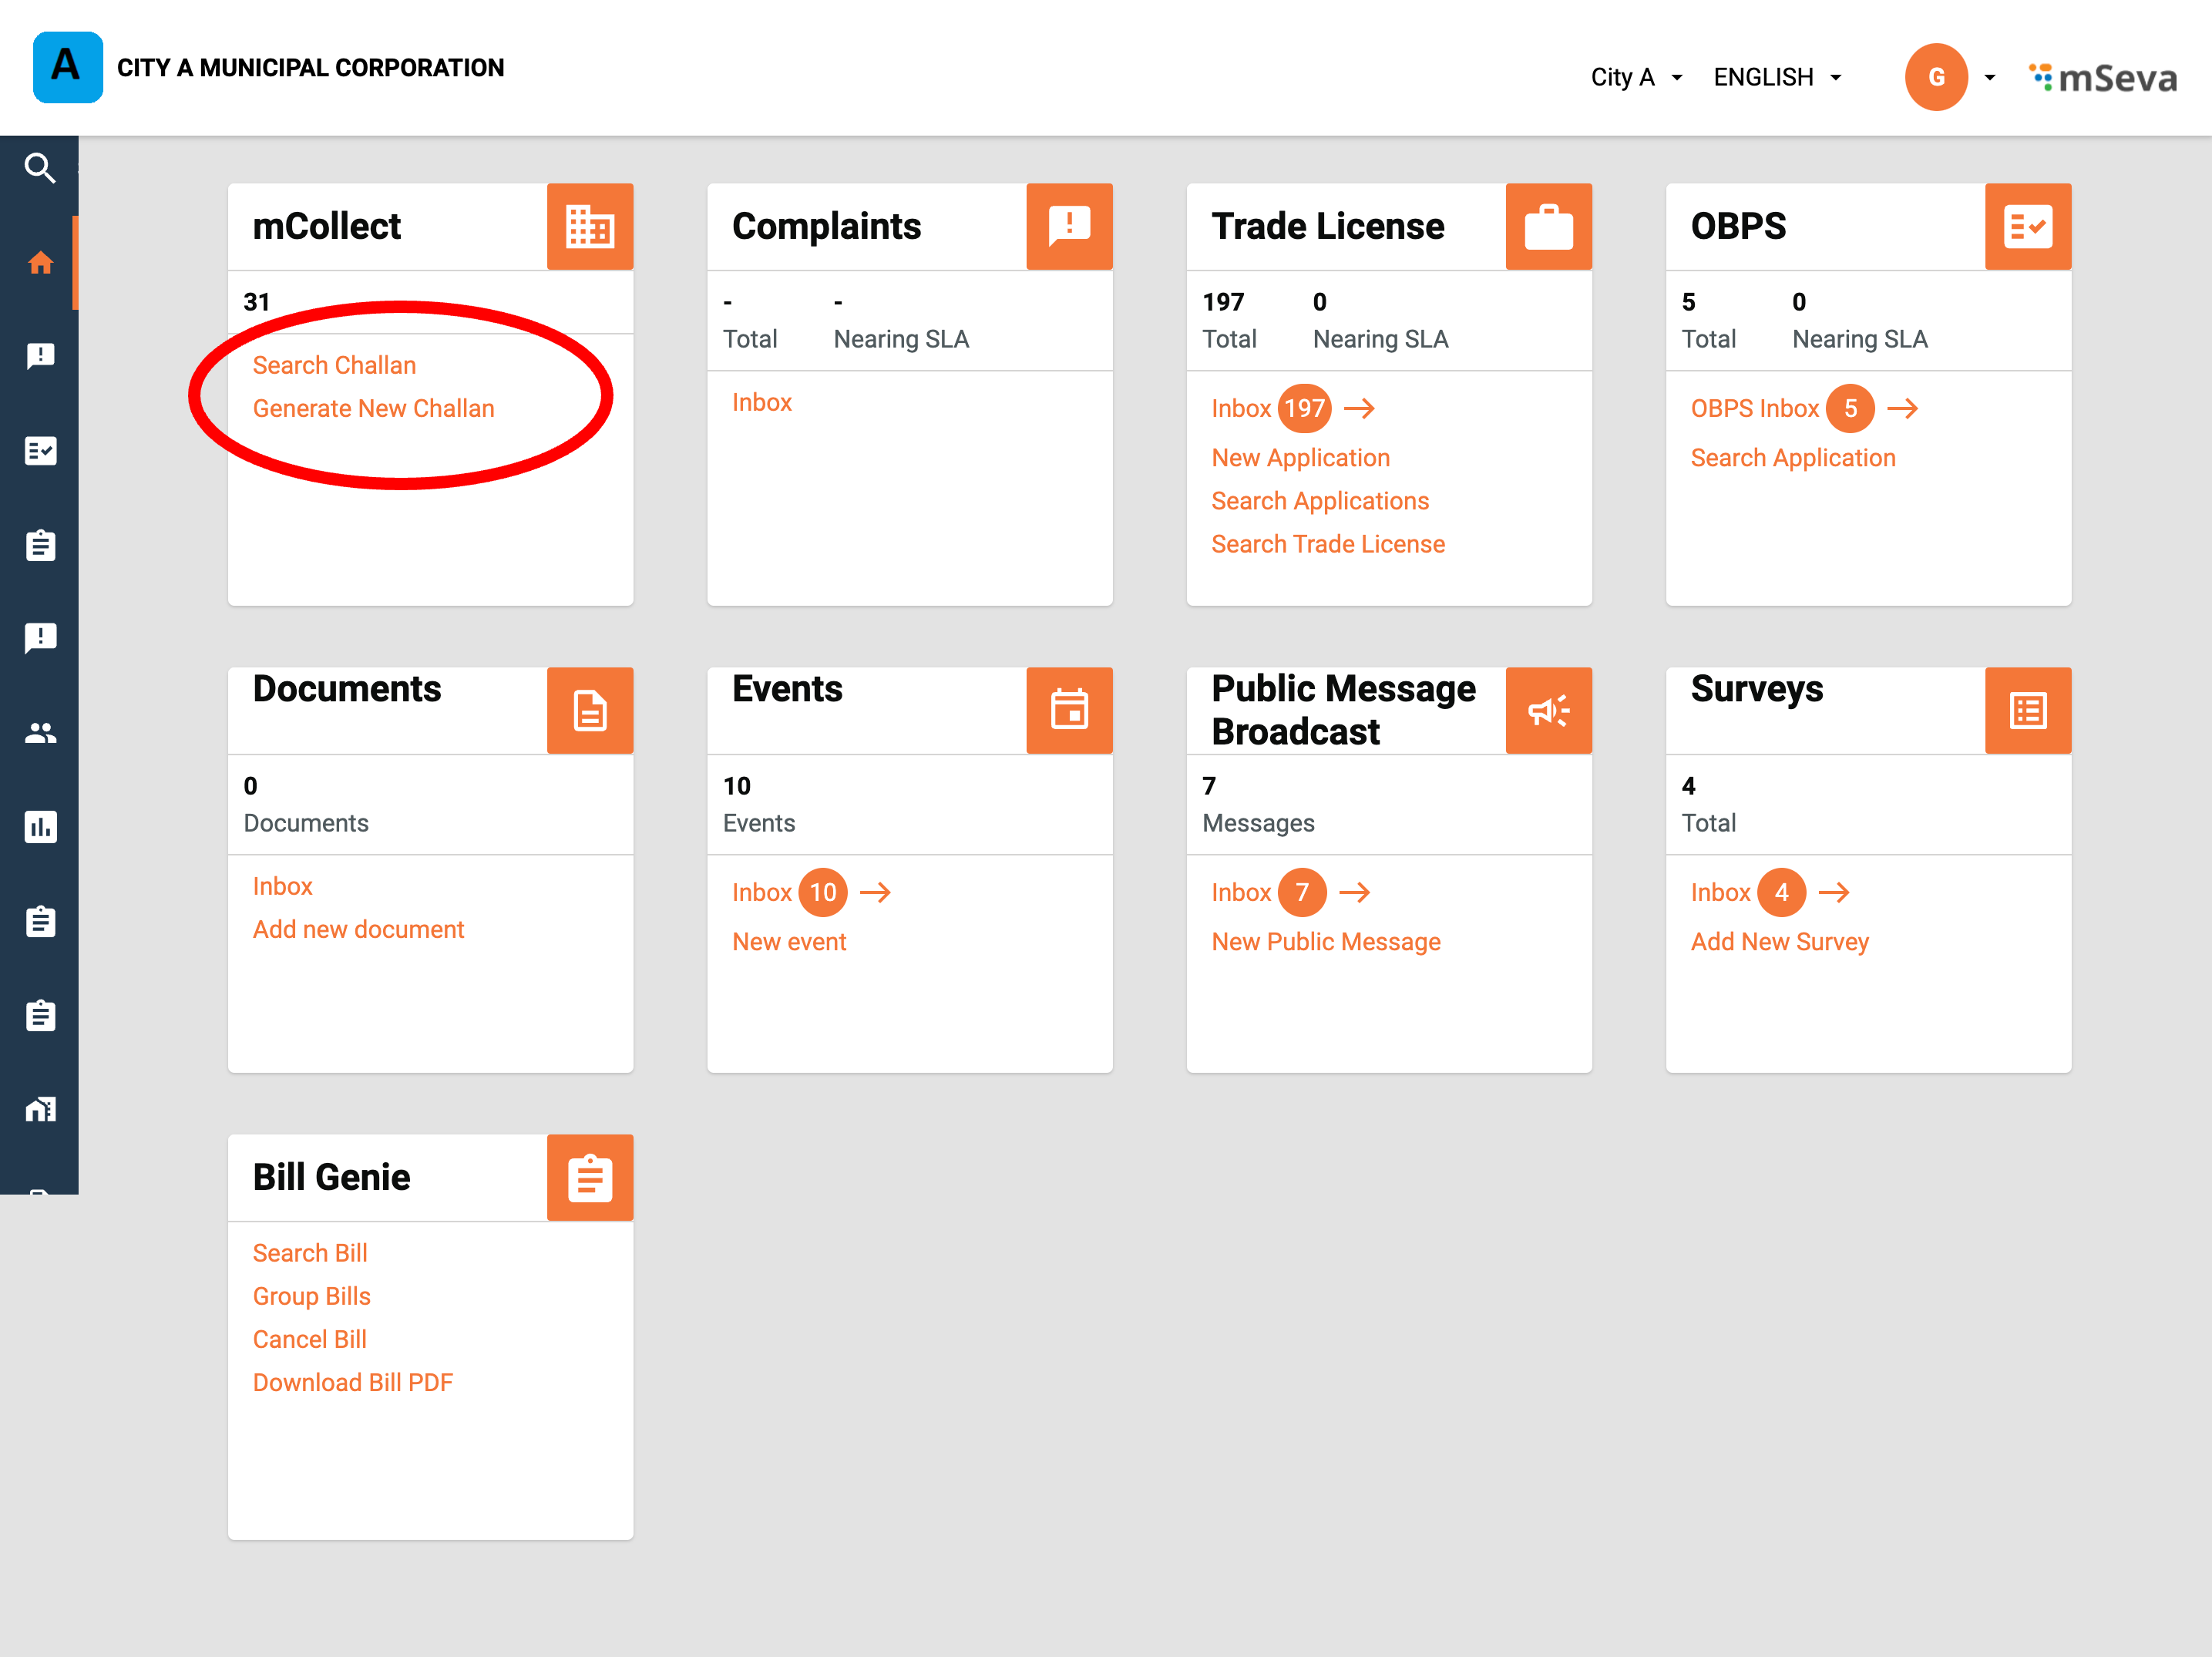 A
CITY A MUNICIPAL CORPORATION
City A
ENGLISH
G
mSeva
mCollect
31
Search Challan
Generate New Challan
Complaints
- -
Total Nearing SLA
Inbox
Trade License
197 0
Total Nearing SLA
Inbox 197
New Application
Search Applications
Search Trade License
OBPS
5 0
Total Nearing SLA
OBPS Inbox 5
Search Application
Documents
0
Documents
Inbox
Add new document
Events
10
Events
Inbox 10
New event
Public Message
Broadcast
7
Messages
Inbox 7
New Public Message
Surveys
4
Total
Inbox 4
Add New Survey
Bill Genie
Search Bill
Group Bills
Cancel Bill
Download Bill PDF